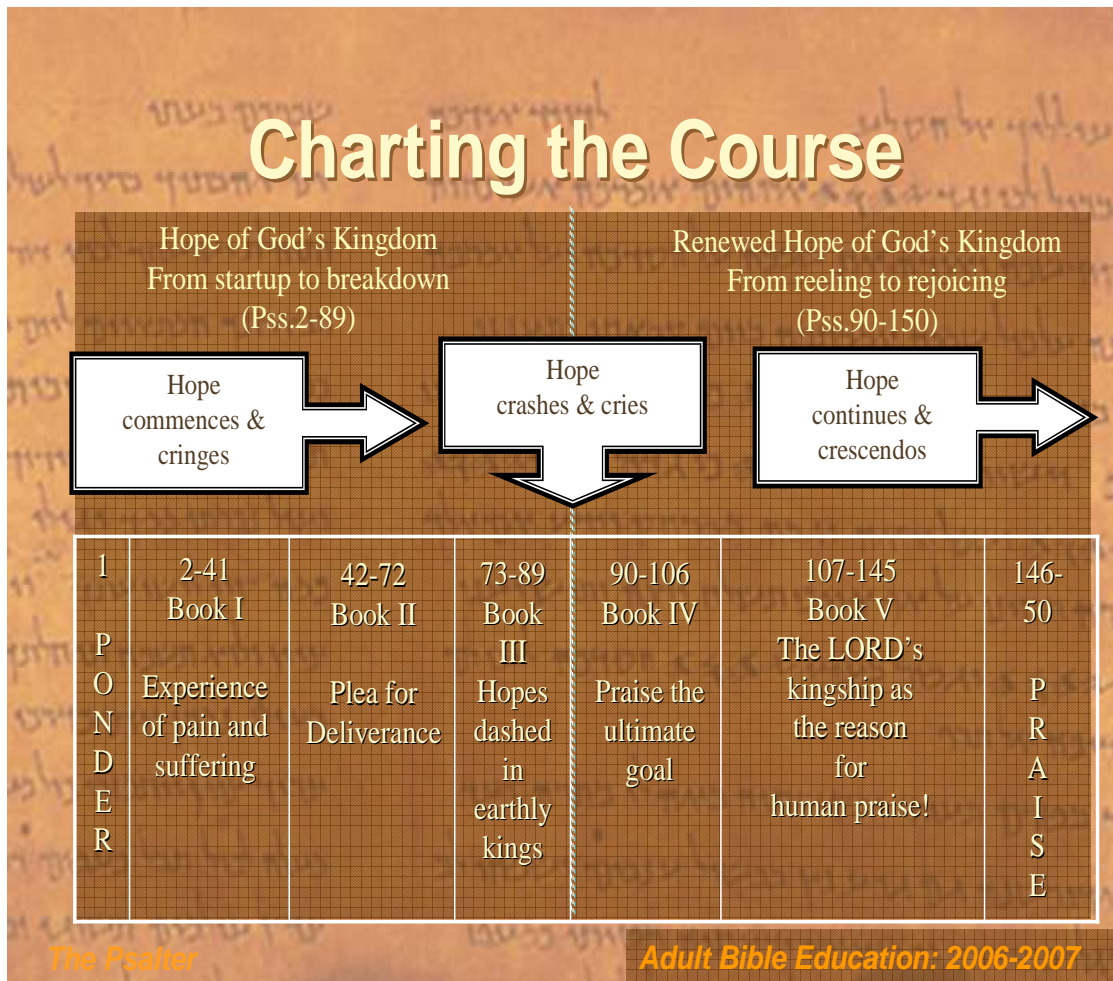 Charting the Course
Hope of God's Kingdom
From startup to breakdown
(Pss.2-89)
Renewed Hope of God's Kingdom
From reeling to rejoicing
(Pss.90-150)
Hope
commences &
cringes
Hope
crashes & cries
Hope
continues &
crescendos
1
P
O
N
D
E
R
2-41
Book I
Experience
of pain and
suffering
42-72
Book II
Plea for
Deliverance
73-89
Book
III
Hopes
dashed
in
earthly
kings
90-106
Book IV
Praise the
ultimate
goal
107-145
Book V
The LORD's
kingship as
the reason
for
human praise!
146-
50
P
R
A
I
S
E
The Psalter
Adult Bible Education: 2006-2007